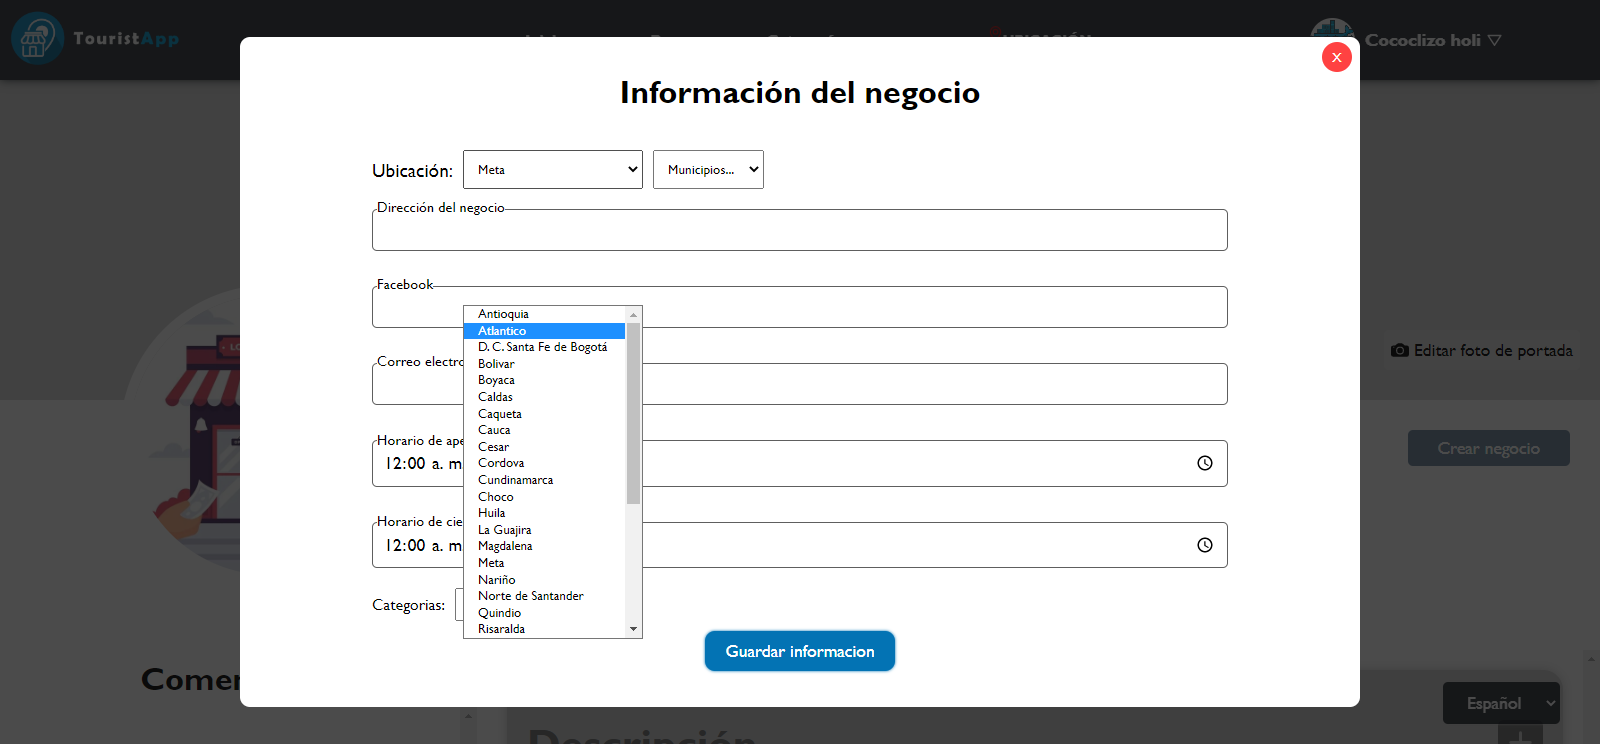 TouristApp
UBICACIÓN
Cococlizo holi
X
Información del negocio
Ubicación:
Meta
Municipios...
Dirección del negocio
Facebook
Antioquia
Atlantico
D. C. Santa Fe de Bogotá
Bolivar
Boyaca
Caldas
Caqueta
Cauca
Cesar
Cordova
Cundinamarca
Choco
Huila
La Guajira
Magdalena
Meta
Nariño
Norte de Santander
Quindio
Risaralda
Correo electro
Horario de ape
12:00 a. m
Horario de cie
12:00 a. m.
Categorias:
Guardar informacion
Editar foto de portada
Crear negocio
Comer
Español
Descripción